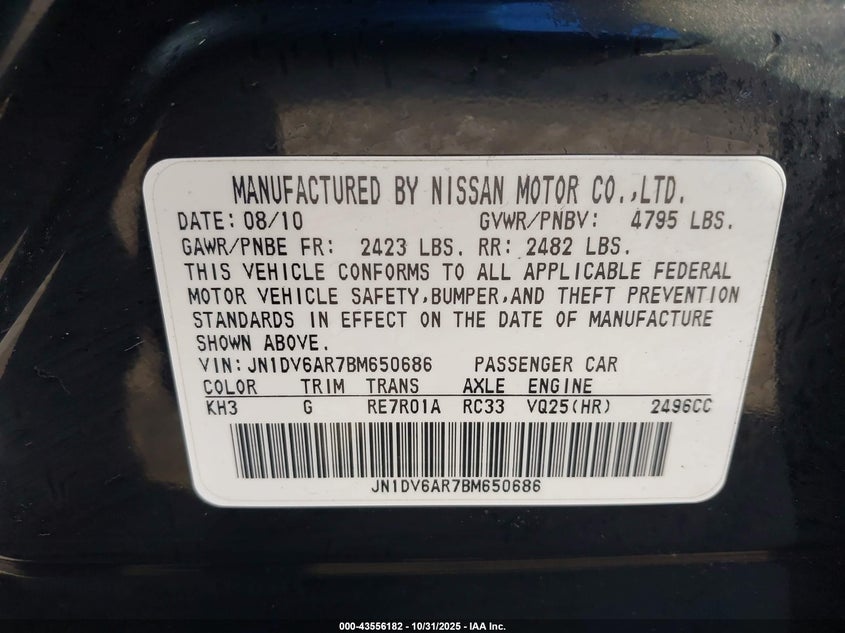 MANUFACTURED BY NISSAN MOTOR CO.,LTD.
DATE: 08/10 GVWR/PNBV: 4795 LBS.
GAWR/PNBE FR: 2423 LBS. RR: 2482 LBS.
THIS VEHICLE CONFORMS TO ALL APPLICABLE FEDERAL
MOTOR VEHICLE SAFETY,BUMPER,AND THEFT PREVENTION
STANDARDS IN EFFECT ON THE DATE OF MANUFACTURE
SHOWN ABOVE.
VIN: JN1DV6AR7BM650686 PASSENGER CAR
COLOR TRIM TRANS AXLE ENGINE
KH3 G RE7R01A RC33 VQ25(HR) 2496CC
JN1DV6AR7BM650686
000-43556182 - 10/31/2025 - IAA Inc.